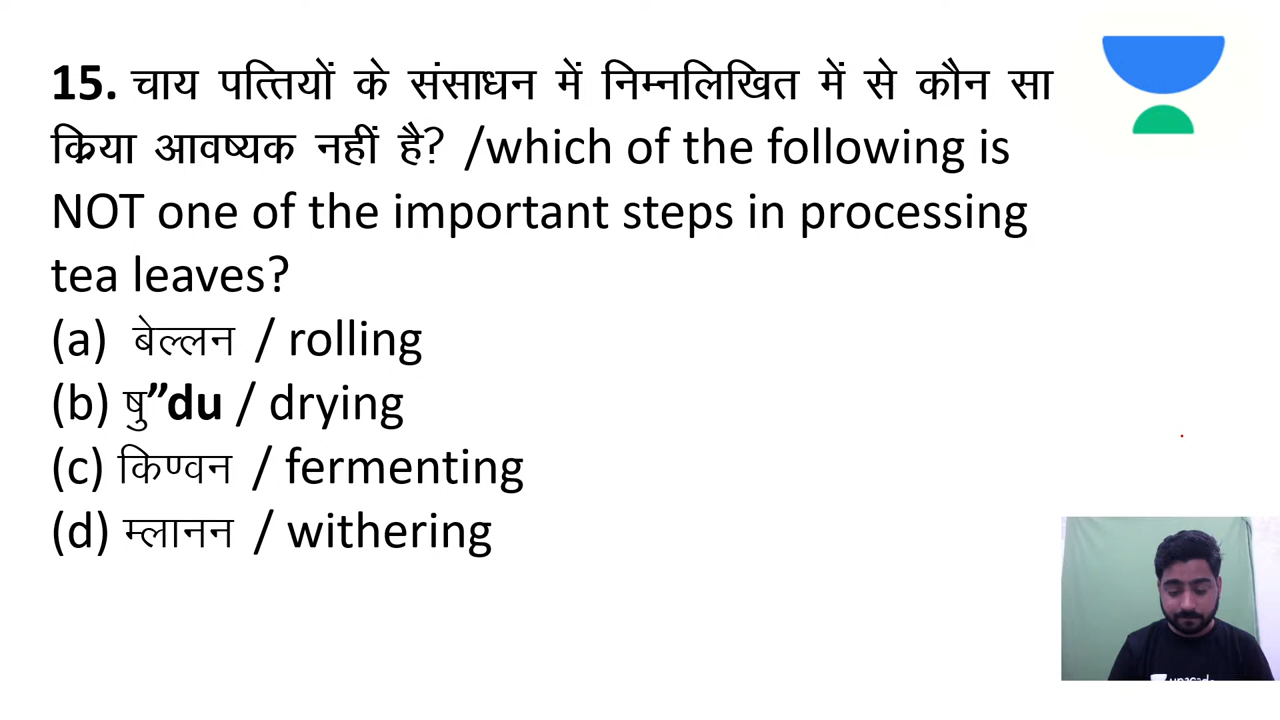 15. चाय पत्तियों के संसाधन में निम्नलिखित में से कौन सा
क्रिया आवष्यक नहीं है? /which of the following is
NOT one of the important steps in processing
tea leaves?
(a) बेल्लन / rolling
(b) षु”du / drying
(c) किण्वन / fermenting
(d) म्लानन / withering